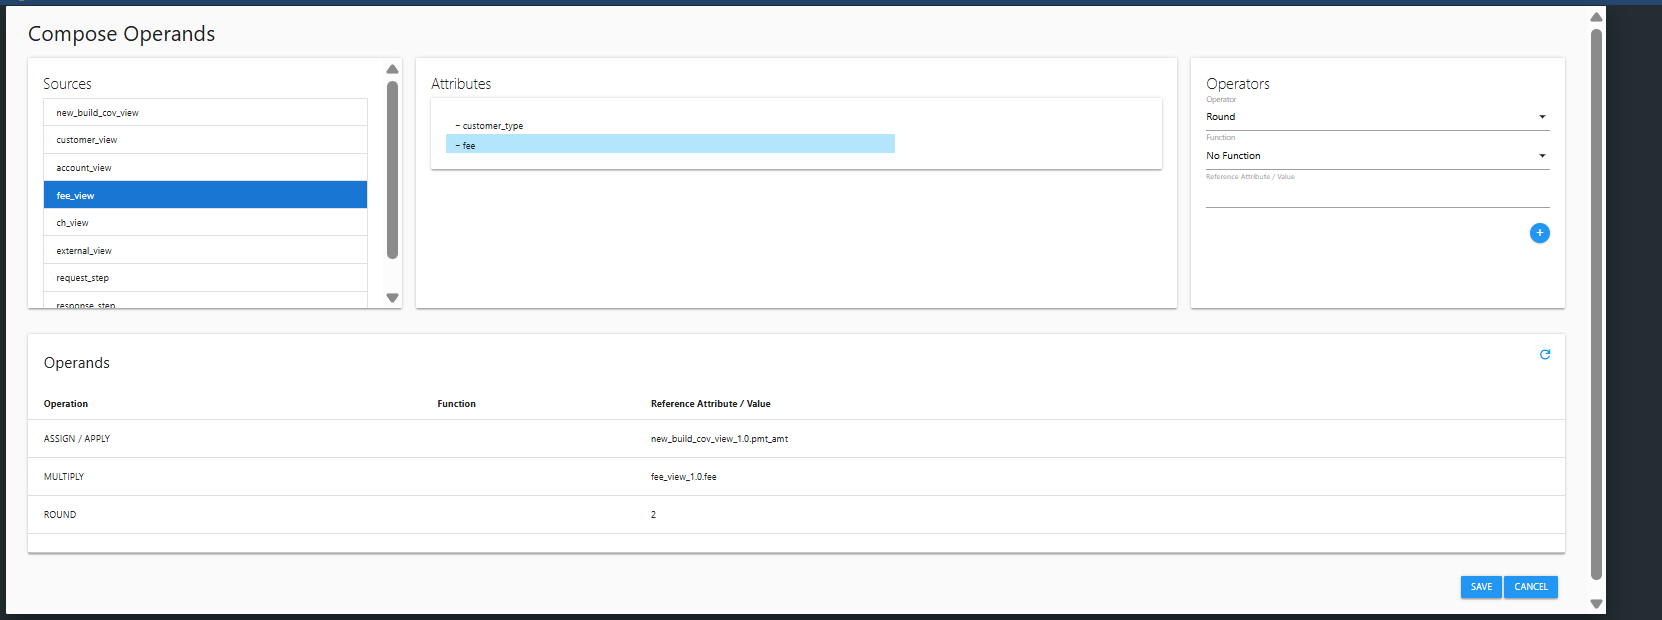 Compose Operands
Sources
new_build_cov_view
customer_view
account_view
fee_view
ch_view
external_view
request_step
response_step
Attributes
- customer_type
- fee
Operators
Operator
Round
Function
No Function
Reference Attribute / Value
+
Operands
Operation Function Reference Attribute / Value
ASSIGN / APPLY new_build_cov_view_1.0.pmt_amt
MULTIPLY fee_view_1.0.fee
ROUND 2
SAVE CANCEL